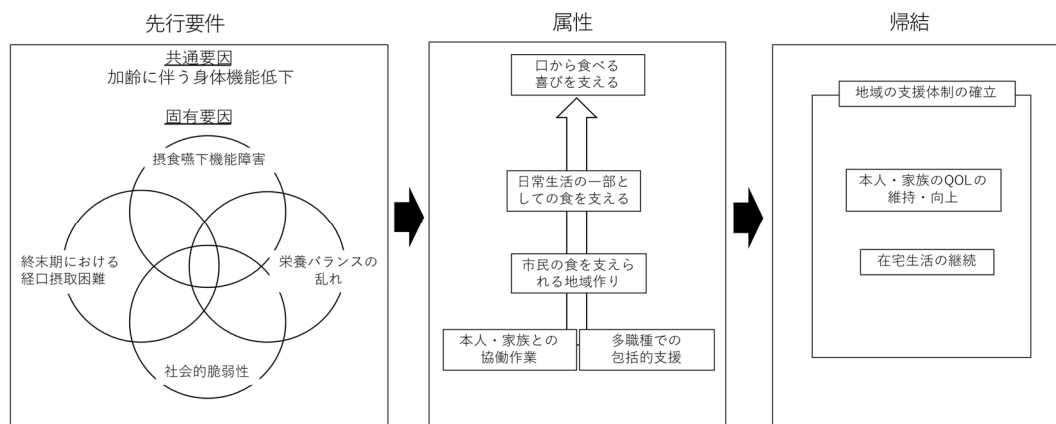 先行要件
共通要因
加齢に伴う身体機能低下
固有要因
摂食嚥下機能障害
終末期における
経口摂取困難
栄養バランスの
乱れ
社会的脆弱性
属性
口から食べる
喜びを支える
日常生活の一部と
しての食を支える
市民の食を支えら
れる地域作り
本人・家族との
協働作業
多職種での
包括的支援
帰結
地域の支援体制の確立
本人・家族のQOLの
維持・向上
在宅生活の継続